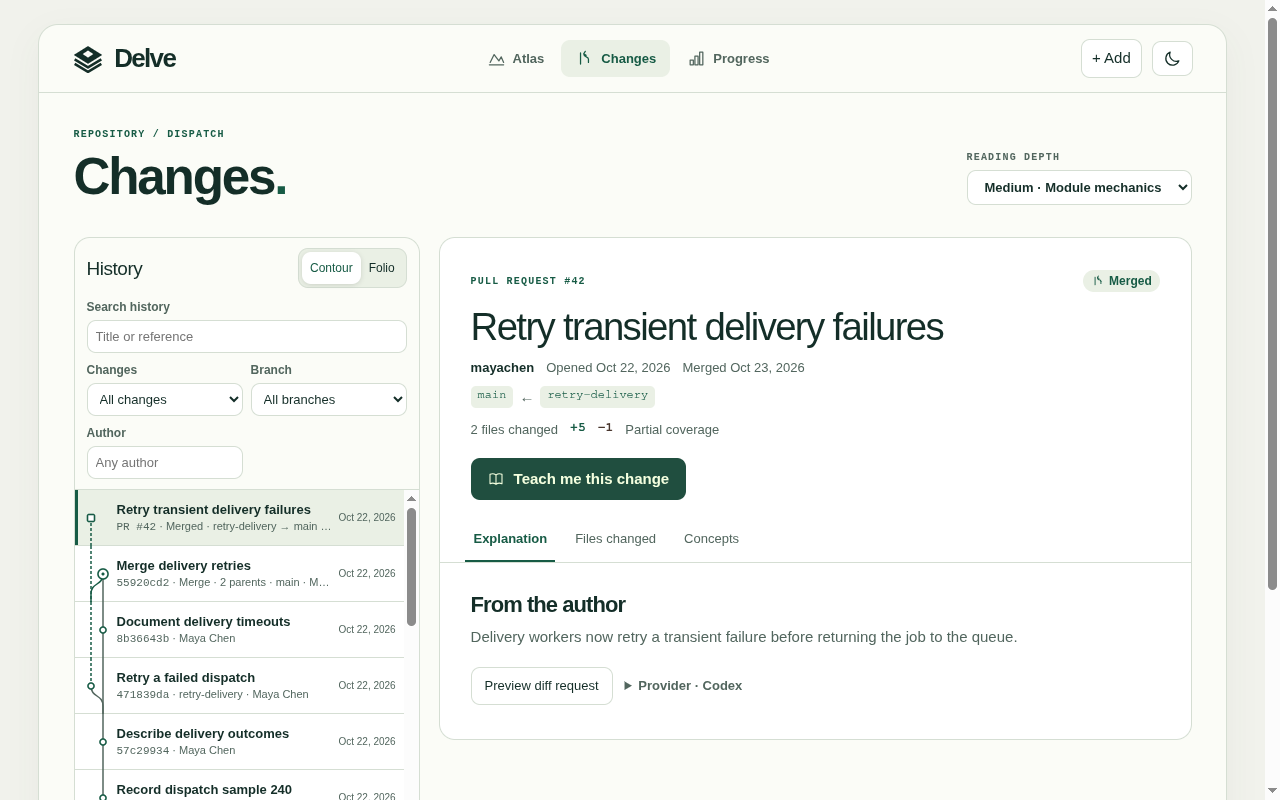 Delve
Atlas
Changes
Progress
+ Add
REPOSITORY / DISPATCH
Changes.
READING DEPTH
Medium · Module mechanics
History
Contour
Folio
Search history
Title or reference
Changes
Branch
All changes
All branches
Author
Any author
Retry transient delivery failures
PR #42 · Merged · retry-delivery → main ...
Oct 22, 2026
Merge delivery retries
55920cd2 · Merge · 2 parents · main · M...
Oct 22, 2026
Document delivery timeouts
8b36643b · Maya Chen
Oct 22, 2026
Retry a failed dispatch
471839da · retry-delivery · Maya Chen
Oct 22, 2026
Describe delivery outcomes
57c29934 · Maya Chen
Oct 22, 2026
Record dispatch sample 240
Oct 22, 2026
PULL REQUEST #42
Merged
Retry transient delivery failures
mayachen Opened Oct 22, 2026 Merged Oct 23, 2026
main ← retry-delivery
2 files changed +5 −1 Partial coverage
Teach me this change
Explanation
Files changed
Concepts
From the author
Delivery workers now retry a transient failure before returning the job to the queue.
Preview diff request
Provider · Codex